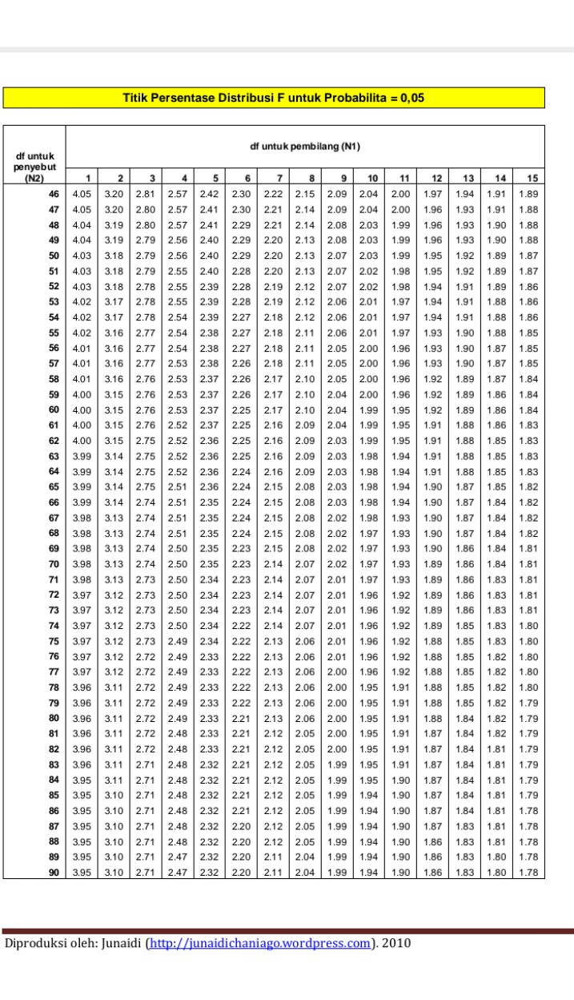 Titik Persentase Distribusi F untuk Probabilita = 0,05
df untuk penyebut (N2)
df untuk pembilang (N1)
1 2 3 4 5 6 7 8 9 10 11 12 13 14 15
46 4.05 3.20 2.81 2.57 2.42 2.30 2.22 2.15 2.09 2.04 2.00 1.97 1.94 1.91 1.89
47 4.05 3.20 2.80 2.57 2.41 2.30 2.21 2.14 2.09 2.04 2.00 1.96 1.93 1.91 1.88
48 4.04 3.19 2.80 2.57 2.41 2.29 2.21 2.14 2.08 2.03 1.99 1.96 1.93 1.90 1.88
49 4.04 3.19 2.79 2.56 2.40 2.29 2.20 2.13 2.08 2.03 1.99 1.96 1.93 1.90 1.88
50 4.03 3.18 2.79 2.56 2.40 2.29 2.20 2.13 2.07 2.03 1.99 1.95 1.92 1.89 1.87
51 4.03 3.18 2.79 2.55 2.40 2.28 2.20 2.13 2.07 2.02 1.98 1.95 1.92 1.89 1.87
52 4.03 3.18 2.78 2.55 2.39 2.28 2.19 2.12 2.07 2.02 1.98 1.94 1.91 1.89 1.86
53 4.02 3.17 2.78 2.55 2.39 2.28 2.19 2.12 2.06 2.01 1.97 1.94 1.91 1.88 1.86
54 4.02 3.17 2.78 2.54 2.39 2.27 2.18 2.12 2.06 2.01 1.97 1.94 1.91 1.88 1.86
55 4.02 3.16 2.77 2.54 2.38 2.27 2.18 2.11 2.06 2.01 1.97 1.93 1.90 1.88 1.85
56 4.01 3.16 2.77 2.54 2.38 2.27 2.18 2.11 2.05 2.00 1.96 1.93 1.90 1.87 1.85
57 4.01 3.16 2.77 2.53 2.38 2.26 2.18 2.11 2.05 2.00 1.96 1.93 1.90 1.87 1.85
58 4.01 3.16 2.76 2.53 2.37 2.26 2.17 2.10 2.05 2.00 1.96 1.92 1.89 1.87 1.84
59 4.00 3.15 2.76 2.53 2.37 2.26 2.17 2.10 2.04 2.00 1.96 1.92 1.89 1.86 1.84
60 4.00 3.15 2.76 2.53 2.37 2.25 2.17 2.10 2.04 1.99 1.95 1.92 1.89 1.86 1.84
61 4.00 3.15 2.76 2.52 2.37 2.25 2.16 2.09 2.04 1.99 1.95 1.91 1.88 1.86 1.83
62 4.00 3.15 2.75 2.52 2.36 2.25 2.16 2.09 2.03 1.99 1.95 1.91 1.88 1.85 1.83
63 3.99 3.14 2.75 2.52 2.36 2.25 2.16 2.09 2.03 1.98 1.94 1.91 1.88 1.85 1.83
64 3.99 3.14 2.75 2.52 2.36 2.24 2.16 2.09 2.03 1.98 1.94 1.91 1.88 1.85 1.83
65 3.99 3.14 2.75 2.51 2.36 2.24 2.15 2.08 2.03 1.98 1.94 1.90 1.87 1.85 1.82
66 3.99 3.14 2.74 2.51 2.35 2.24 2.15 2.08 2.03 1.98 1.94 1.90 1.87 1.84 1.82
67 3.98 3.13 2.74 2.51 2.35 2.24 2.15 2.08 2.02 1.98 1.93 1.90 1.87 1.84 1.82
68 3.98 3.13 2.74 2.51 2.35 2.24 2.15 2.08 2.02 1.97 1.93 1.90 1.87 1.84 1.82
69 3.98 3.13 2.74 2.50 2.35 2.23 2.15 2.08 2.02 1.97 1.93 1.90 1.86 1.84 1.81
70 3.98 3.13 2.74 2.50 2.35 2.23 2.14 2.07 2.02 1.97 1.93 1.89 1.86 1.84 1.81
71 3.98 3.13 2.73 2.50 2.34 2.23 2.14 2.07 2.01 1.97 1.93 1.89 1.86 1.83 1.81
72 3.97 3.12 2.73 2.50 2.34 2.23 2.14 2.07 2.01 1.96 1.92 1.89 1.86 1.83 1.81
73 3.97 3.12 2.73 2.50 2.34 2.23 2.14 2.07 2.01 1.96 1.92 1.89 1.86 1.83 1.81
74 3.97 3.12 2.73 2.50 2.34 2.22 2.14 2.07 2.01 1.96 1.92 1.89 1.85 1.83 1.80
75 3.97 3.12 2.73 2.49 2.34 2.22 2.13 2.06 2.01 1.96 1.92 1.88 1.85 1.83 1.80
76 3.97 3.12 2.72 2.49 2.33 2.22 2.13 2.06 2.01 1.96 1.92 1.88 1.85 1.82 1.80
77 3.97 3.12 2.72 2.49 2.33 2.22 2.13 2.06 2.00 1.96 1.92 1.88 1.85 1.82 1.80
78 3.96 3.11 2.72 2.49 2.33 2.22 2.13 2.06 2.00 1.95 1.91 1.88 1.85 1.82 1.80
79 3.96 3.11 2.72 2.49 2.33 2.22 2.13 2.06 2.00 1.95 1.91 1.88 1.85 1.82 1.79
80 3.96 3.11 2.72 2.49 2.33 2.21 2.13 2.06 2.00 1.95 1.91 1.88 1.84 1.82 1.79
81 3.96 3.11 2.72 2.48 2.33 2.21 2.12 2.05 2.00 1.95 1.91 1.87 1.84 1.82 1.79
82 3.96 3.11 2.72 2.48 2.33 2.21 2.12 2.05 2.00 1.95 1.91 1.87 1.84 1.81 1.79
83 3.96 3.11 2.71 2.48 2.32 2.21 2.12 2.05 1.99 1.95 1.91 1.87 1.84 1.81 1.79
84 3.95 3.11 2.71 2.48 2.32 2.21 2.12 2.05 1.99 1.95 1.90 1.87 1.84 1.81 1.79
85 3.95 3.10 2.71 2.48 2.32 2.21 2.12 2.05 1.99 1.94 1.90 1.87 1.84 1.81 1.79
86 3.95 3.10 2.71 2.48 2.32 2.21 2.12 2.05 1.99 1.94 1.90 1.87 1.84 1.81 1.78
87 3.95 3.10 2.71 2.48 2.32 2.20 2.12 2.05 1.99 1.94 1.90 1.87 1.83 1.81 1.78
88 3.95 3.10 2.71 2.48 2.32 2.20 2.12 2.05 1.99 1.94 1.90 1.86 1.83 1.81 1.78
89 3.95 3.10 2.71 2.47 2.32 2.20 2.11 2.04 1.99 1.94 1.90 1.86 1.83 1.80 1.78
90 3.95 3.10 2.71 2.47 2.32 2.20 2.11 2.04 1.99 1.94 1.90 1.86 1.83 1.80 1.78
Diproduksi oleh: Junaidi (http://junaidichaniago.wordpress.com). 2010